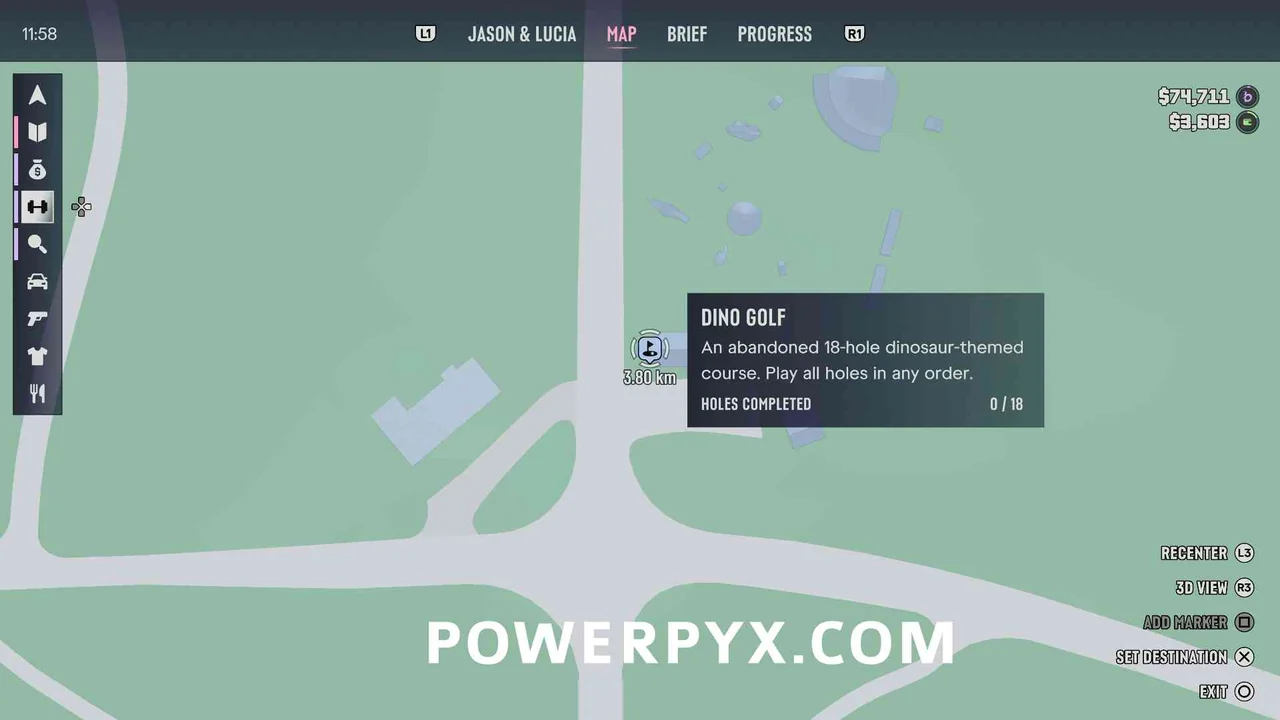 11:58
L1 JASON & LUCIA MAP BRIEF PROGRESS R1
$74,711
$3,603
DINO GOLF
An abandoned 18-hole dinosaur-themed
course. Play all holes in any order.
HOLES COMPLETED 0 / 18
3.80 km
RECENTER L3
3D VIEW R3
ADD MARKER
SET DESTINATION
EXIT
POWERPYX.COM